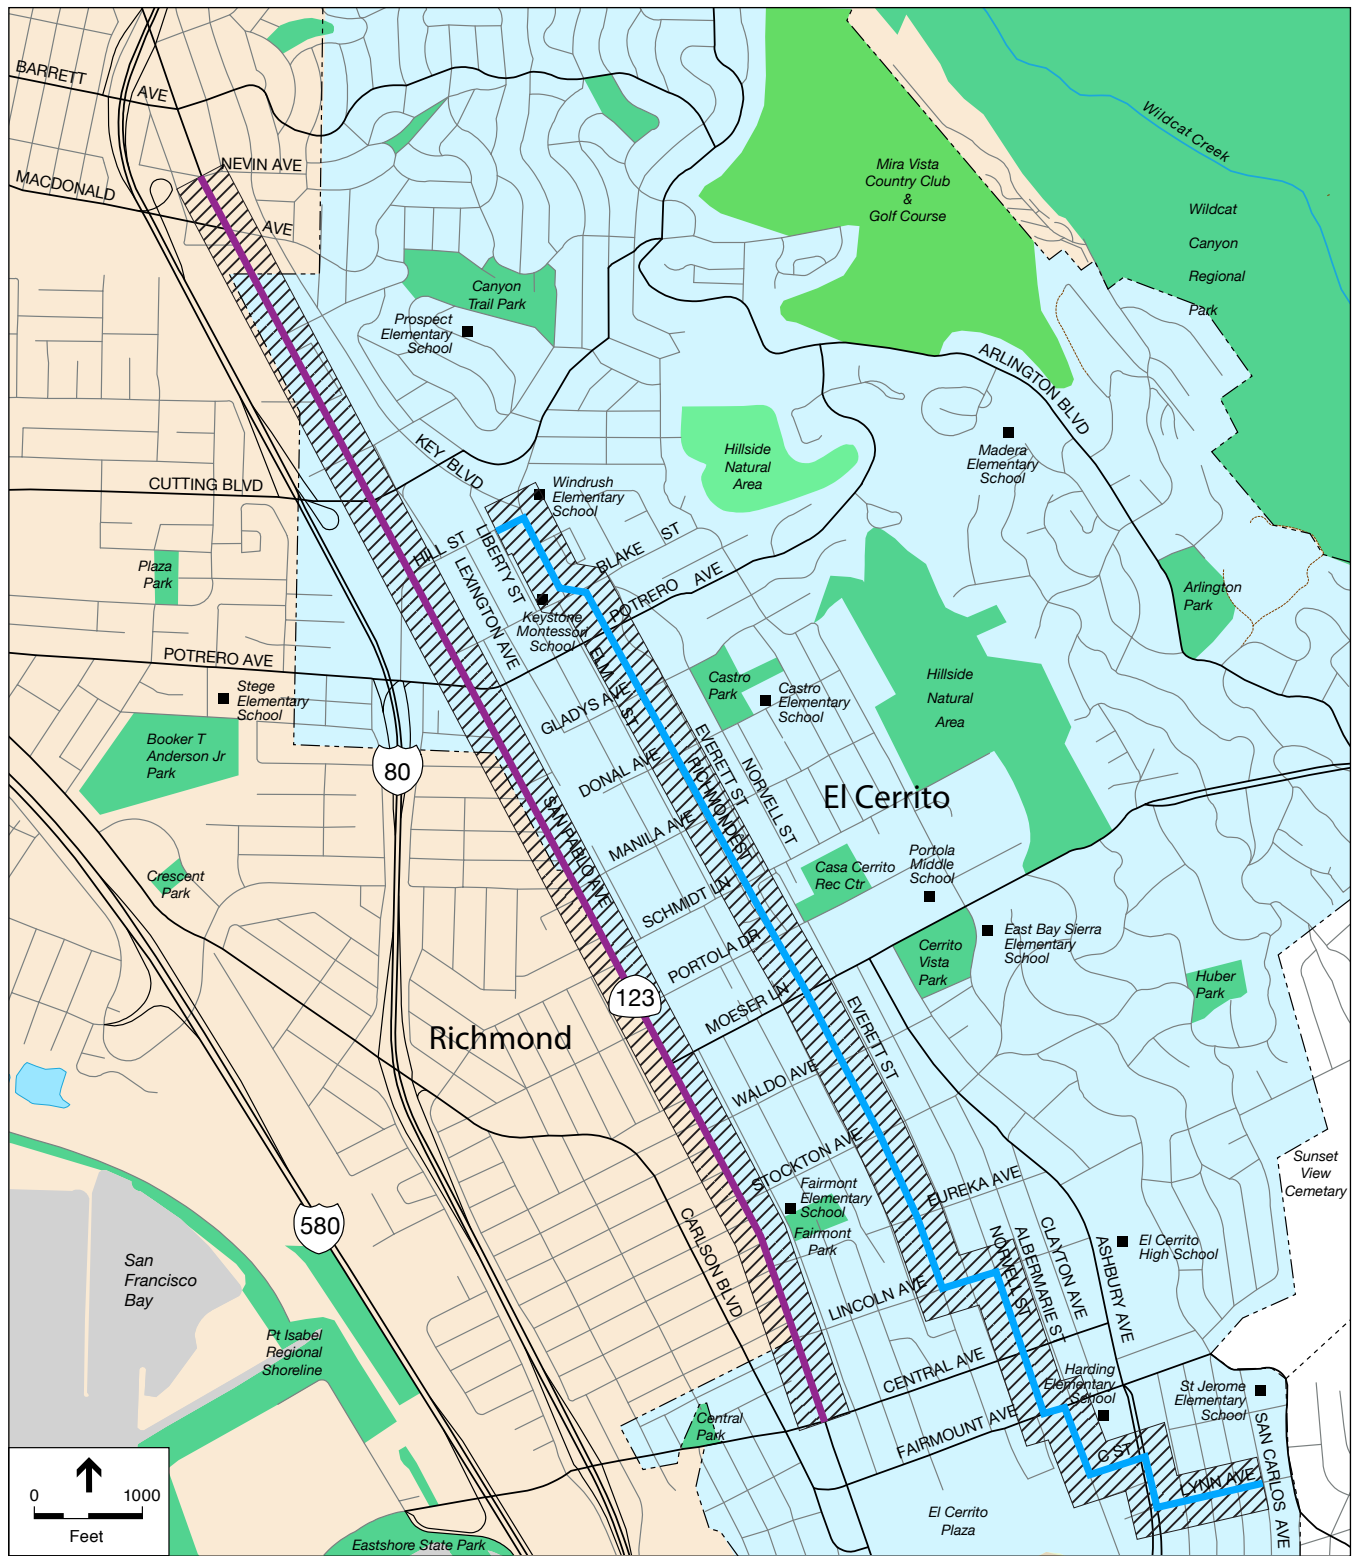 BARRETT
AVE
NEVIN AVE
MACDONALD
AVE
Wildcat Creek
Mira Vista
Country Club
&
Golf Course
Wildcat
Canyon
Regional
Park
Canyon
Trail Park
Prospect
Elementary
School
ARLINGTON BLVD
KEY BLVD
Hillside
Natural
Area
Madera
Elementary
School
CUTTING BLVD
Windrush
Elementary
School
HILL ST
LIBERTY ST
LEXINGTON AVE
BLAKE ST
POTRERO AVE
Plaza
Park
Keystone
Montessori
School
Arlington
Park
POTRERO AVE
ELM ST
Stege
Elementary
School
Castro
Park
Castro
Elementary
School
Hillside
Natural
Area
GLADYS AVE
Booker T
Anderson Jr
Park
80
DONAL AVE
EVERETT ST
RICHMOND ST
NORVELL ST
El Cerrito
SAN PABLO AVE
MANILA AVE
Crescent
Park
SCHMIDT LN
Casa Cerrito
Rec Ctr
Portola
Middle
School
East Bay Sierra
Elementary
School
Cerrito
Vista
Park
PORTOLA DR
Huber
Park
123
MOESER LN
Richmond
EVERETT ST
WALDO AVE
STOCKTON AVE
Sunset
View
Cemetary
Fairmont
Elementary
School
Fairmont
Park
EUREKA AVE
580
CARLSON BLVD
NORVELL ST
ALBERMARIE ST
CLAYTON AVE
ASHBURY AVE
El Cerrito
High School
San
Francisco
Bay
LINCOLN AVE
Pt Isabel
Regional
Shoreline
CENTRAL AVE
Harding
Elementary
School
St Jerome
Elementary
School
Central
Park
FAIRMOUNT AVE
C ST
SAN CARLOS AVE
LYNN AVE
0 1000
Feet
El Cerrito
Plaza
Eastshore State Park